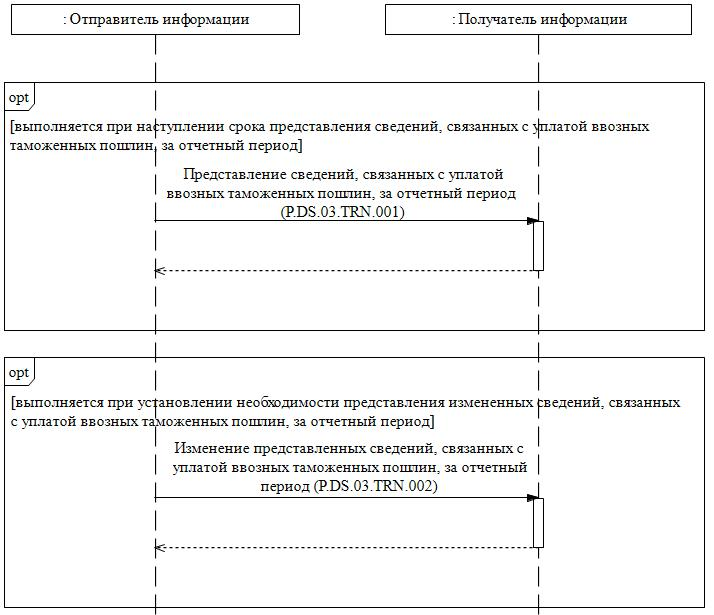 : Отправитель информации
: Получатель информации
opt
[выполняется при наступлении срока представления сведений, связанных с уплатой ввозных
таможенных пошлин, за отчетный период]
Представление сведений, связанных с уплатой
ввозных таможенных пошлин, за отчетный период
(P.DS.03.TRN.001)
opt
[выполняется при установлении необходимости представления измененных сведений, связанных
с уплатой ввозных таможенных пошлин, за отчетный период]
Изменение представленных сведений, связанных с
уплатой ввозных таможенных пошлин, за отчетный
период (P.DS.03.TRN.002)